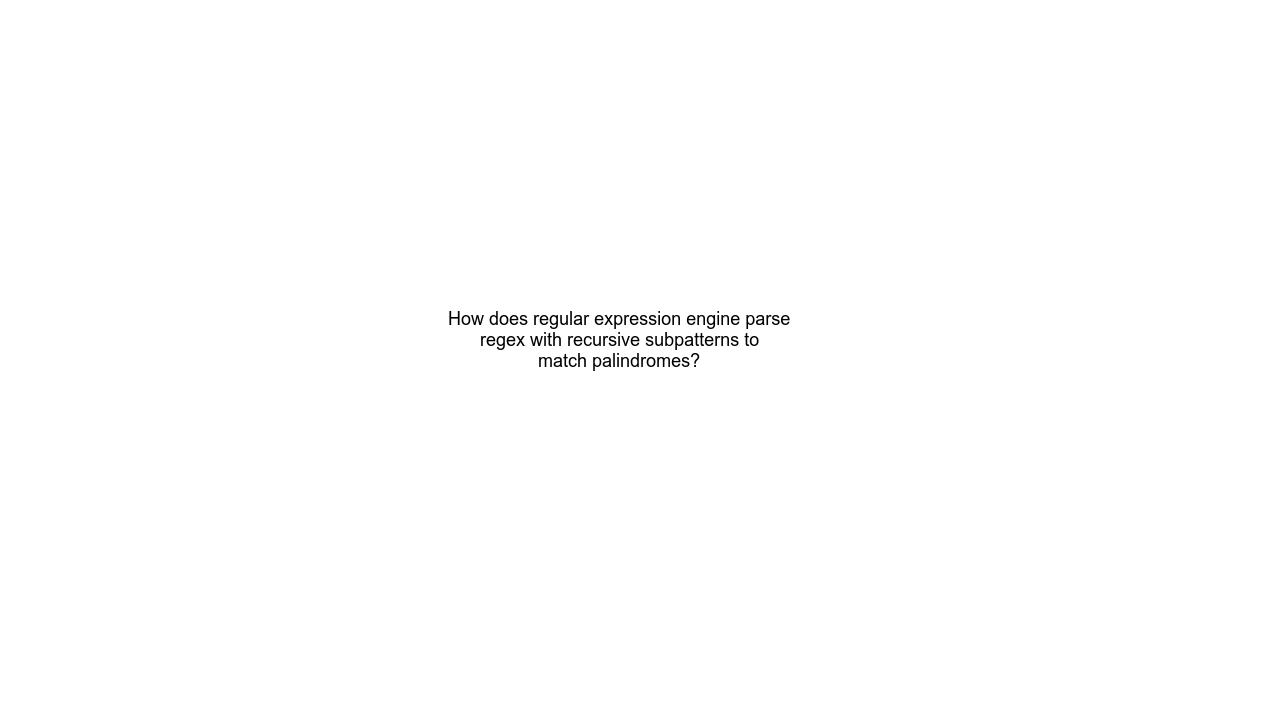 How does regular expression engine parse
regex with recursive subpatterns to
match palindromes?